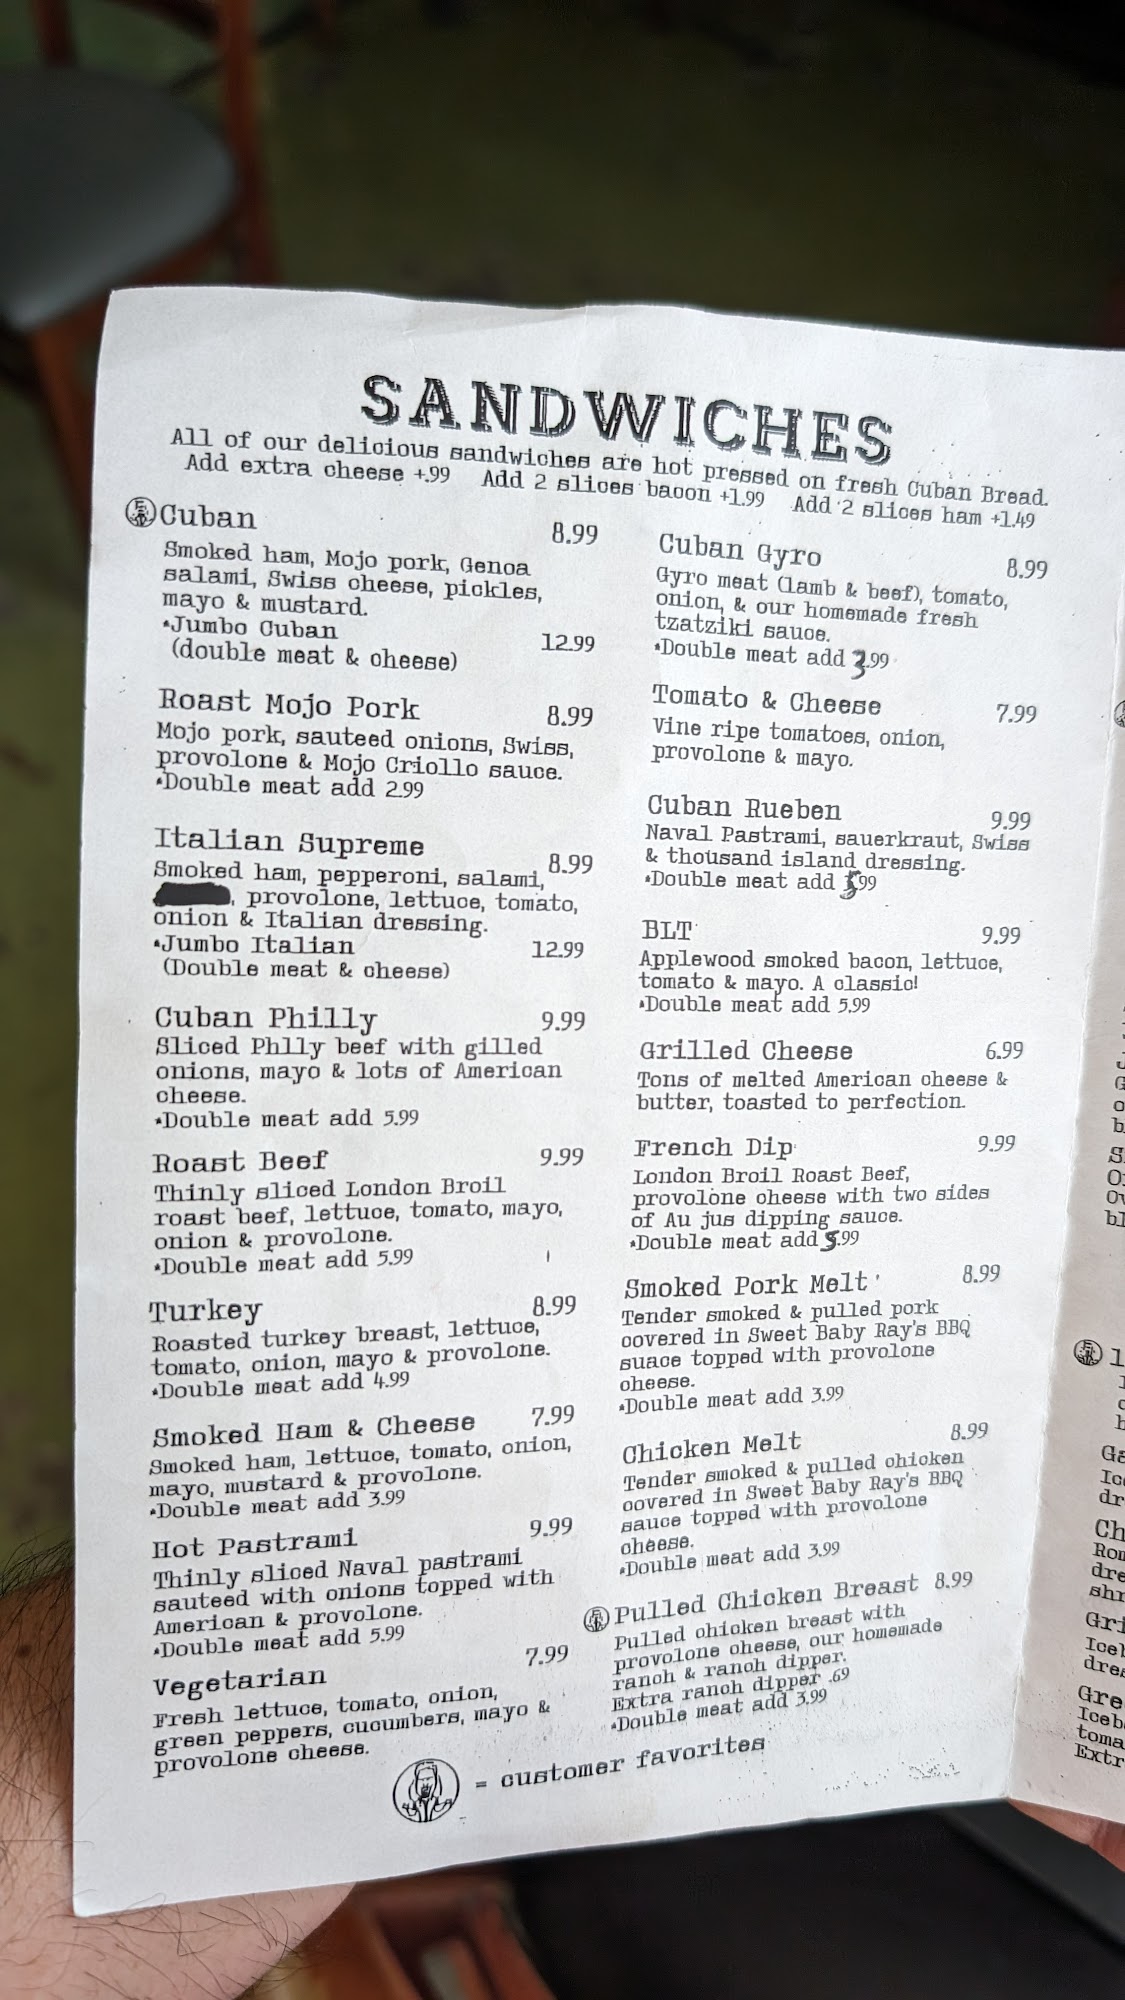 SANDWICHES
All of our delicious sandwiches are hot pressed on fresh Cuban Bread.
Add extra cheese +.99 Add 2 slices bacon +1.99 Add 2 slices ham +1.49
Cuban 8.99
Smoked ham, Mojo pork, Genoa
salami, Swiss cheese, pickles,
mayo & mustard.
*Jumbo Cuban 12.99
(double meat & cheese)
Roast Mojo Pork 8.99
Mojo pork, sauteed onions, Swiss,
provolone & Mojo Criollo sauce.
*Double meat add 2.99
Italian Supreme 8.99
Smoked ham, pepperoni, salami,
, provolone, lettuce, tomato,
onion & Italian dressing.
*Jumbo Italian 12.99
(Double meat & cheese)
Cuban Philly 9.99
Sliced Phlly beef with gilled
onions, mayo & lots of American
cheese.
*Double meat add 5.99
Roast Beef 9.99
Thinly sliced London Broil
roast beef, lettuce, tomato, mayo,
onion & provolone.
*Double meat add 5.99
Turkey 8.99
Roasted turkey breast, lettuce,
tomato, onion, mayo & provolone.
*Double meat add 4.99
Smoked Ham & Cheese 7.99
Smoked ham, lettuce, tomato, onion,
mayo, mustard & provolone.
*Double meat add 3.99
Hot Pastrami 9.99
Thinly sliced Naval pastrami
sauteed with onions topped with
American & provolone.
*Double meat add 5.99
Vegetarian 7.99
Fresh lettuce, tomato, onion,
green peppers, cucumbers, mayo &
provolone cheese.
Cuban Gyro 8.99
Gyro meat (lamb & beef), tomato,
onion, & our homemade fresh
tzatziki sauce.
*Double meat add 3.99
Tomato & Cheese 7.99
Vine ripe tomatoes, onion,
provolone & mayo.
Cuban Rueben 9.99
Naval Pastrami, sauerkraut, Swiss
& thousand island dressing.
*Double meat add 5.99
BLT 9.99
Applewood smoked bacon, lettuce,
tomato & mayo. A classic!
*Double meat add 5.99
Grilled Cheese 6.99
Tons of melted American cheese &
butter, toasted to perfection.
French Dip 9.99
London Broil Roast Beef,
provolone cheese with two sides
of Au jus dipping sauce.
*Double meat add 5.99
Smoked Pork Melt 8.99
Tender smoked & pulled pork
covered in Sweet Baby Ray's BBQ
suace topped with provolone
cheese.
*Double meat add 3.99
Chicken Melt 8.99
Tender smoked & pulled chicken
covered in Sweet Baby Ray's BBQ
sauce topped with provolone
cheese.
*Double meat add 3.99
Pulled Chicken Breast 8.99
Pulled chicken breast with
provolone cheese, our homemade
ranch & ranch dipper.
Extra ranch dipper .69
*Double meat add 3.99
= customer favorites